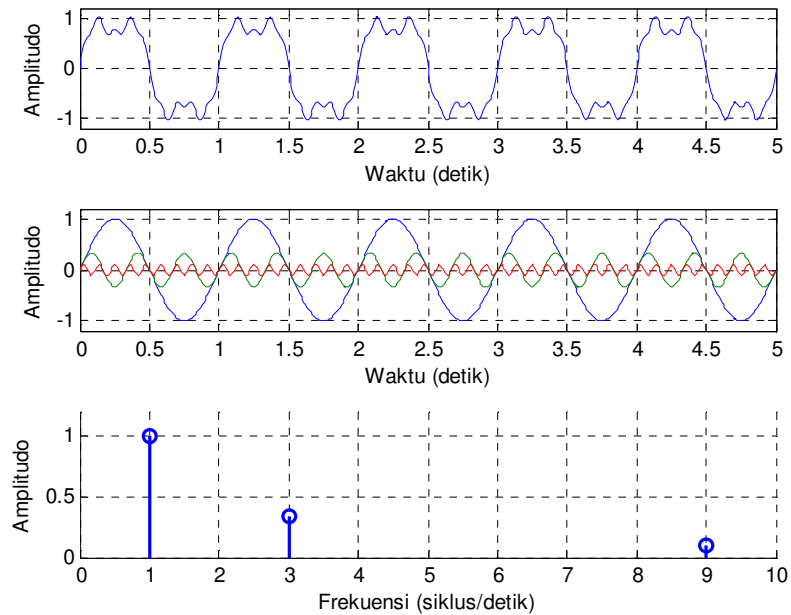 Amplitudo
1
0
-1
0 0.5 1 1.5 2 2.5 3 3.5 4 4.5 5
Waktu (detik)
Amplitudo
1
0
-1
0 0.5 1 1.5 2 2.5 3 3.5 4 4.5 5
Waktu (detik)
Amplitudo
1
0.5
0
0 1 2 3 4 5 6 7 8 9 10
Frekuensi (siklus/detik)